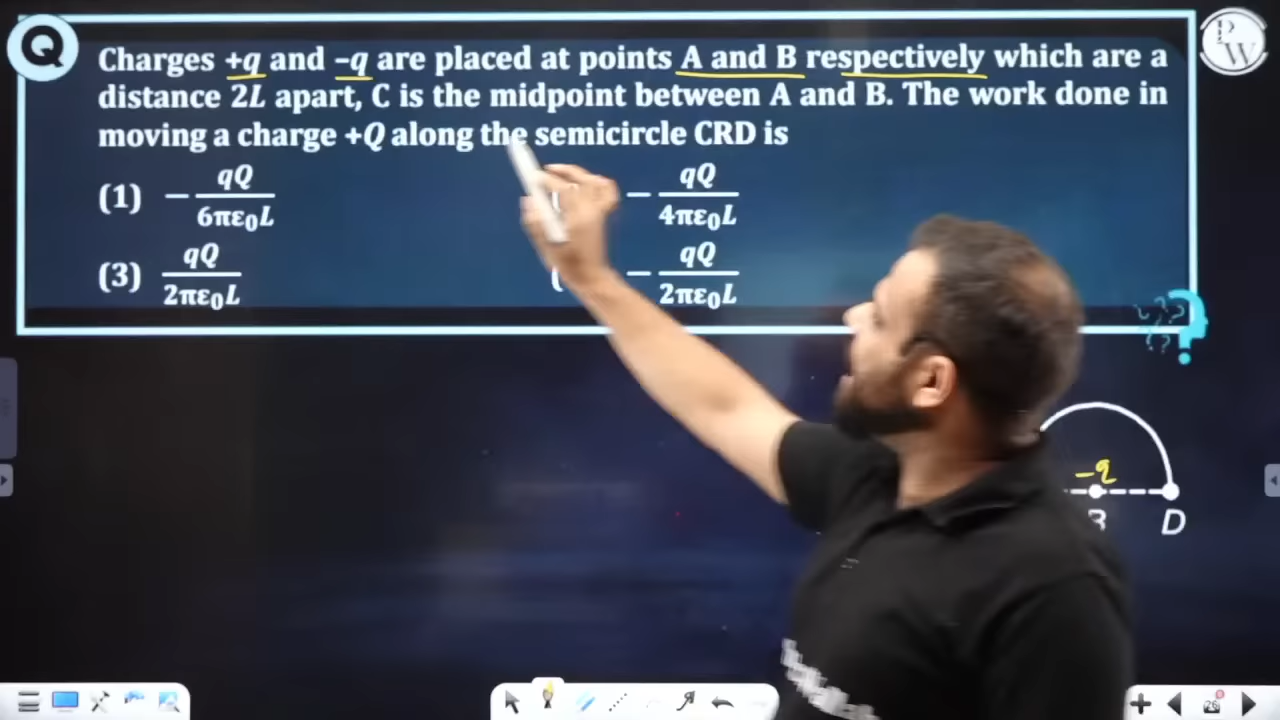 Q
Charges +q and –q are placed at points A and B respectively which are a
distance 2L apart, C is the midpoint between A and B. The work done in
moving a charge +Q along the semicircle CRD is
(1) − qQ / 6πε₀L
− qQ / 4πε₀L
(3) qQ / 2πε₀L
− qQ / 2πε₀L
PW
–q
D
26